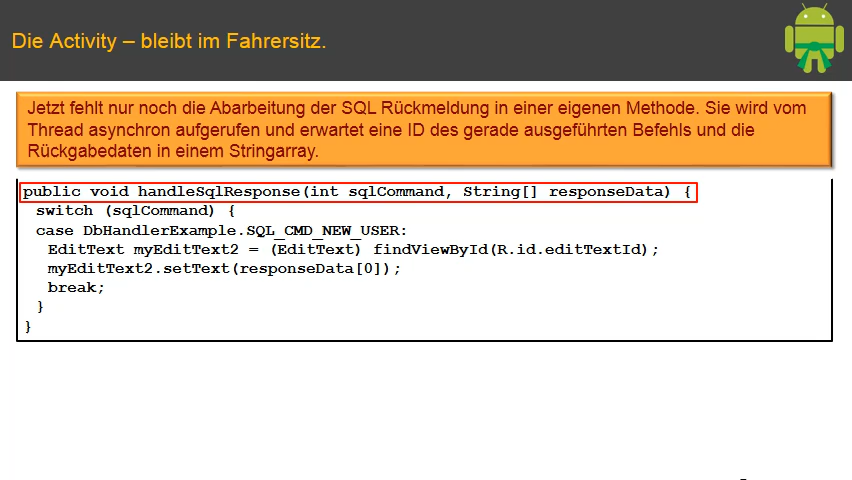 Die Activity – bleibt im Fahrersitz.
Jetzt fehlt nur noch die Abarbeitung der SQL Rückmeldung in einer eigenen Methode. Sie wird vom
Thread asynchron aufgerufen und erwartet eine ID des gerade ausgeführten Befehls und die
Rückgabedaten in einem Stringarray.
public void handleSqlResponse(int sqlCommand, String[] responseData) {
switch (sqlCommand) {
case DbHandlerExample.SQL_CMD_NEW_USER:
EditText myEditText2 = (EditText) findViewById(R.id.editTextId);
myEditText2.setText(responseData[0]);
break;
}
}